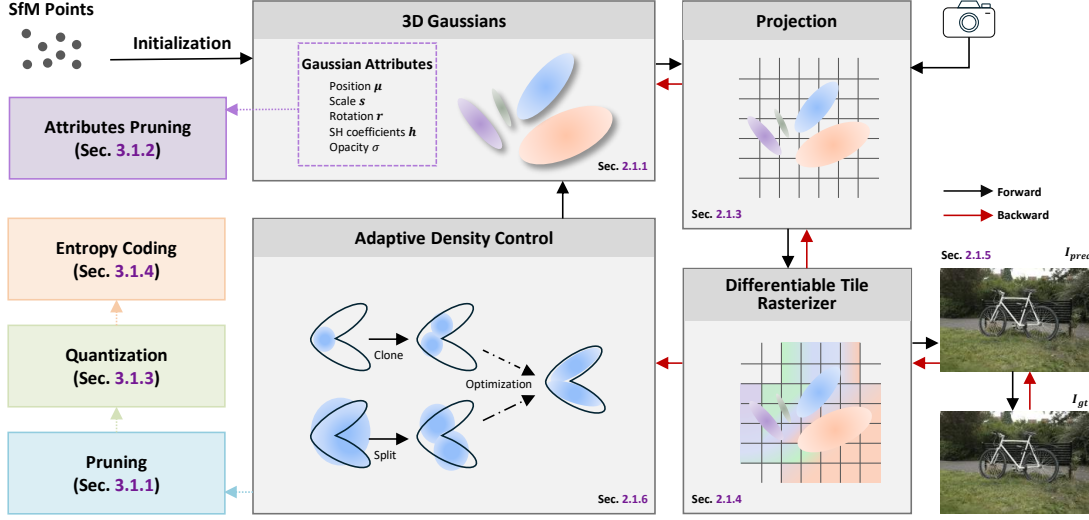 SfM Points
Initialization
3D Gaussians
Gaussian Attributes
Position μ
Scale s
Rotation r
SH coefficients h
Opacity σ
Sec. 2.1.1
Projection
Sec. 2.1.3
Attributes Pruning
(Sec. 3.1.2)
Forward
Backward
Entropy Coding
(Sec. 3.1.4)
Quantization
(Sec. 3.1.3)
Pruning
(Sec. 3.1.1)
Adaptive Density Control
Clone
Optimization
Split
Sec. 2.1.6
Differentiable Tile
Rasterizer
Sec. 2.1.4
Sec. 2.1.5
I_pred
I_gt